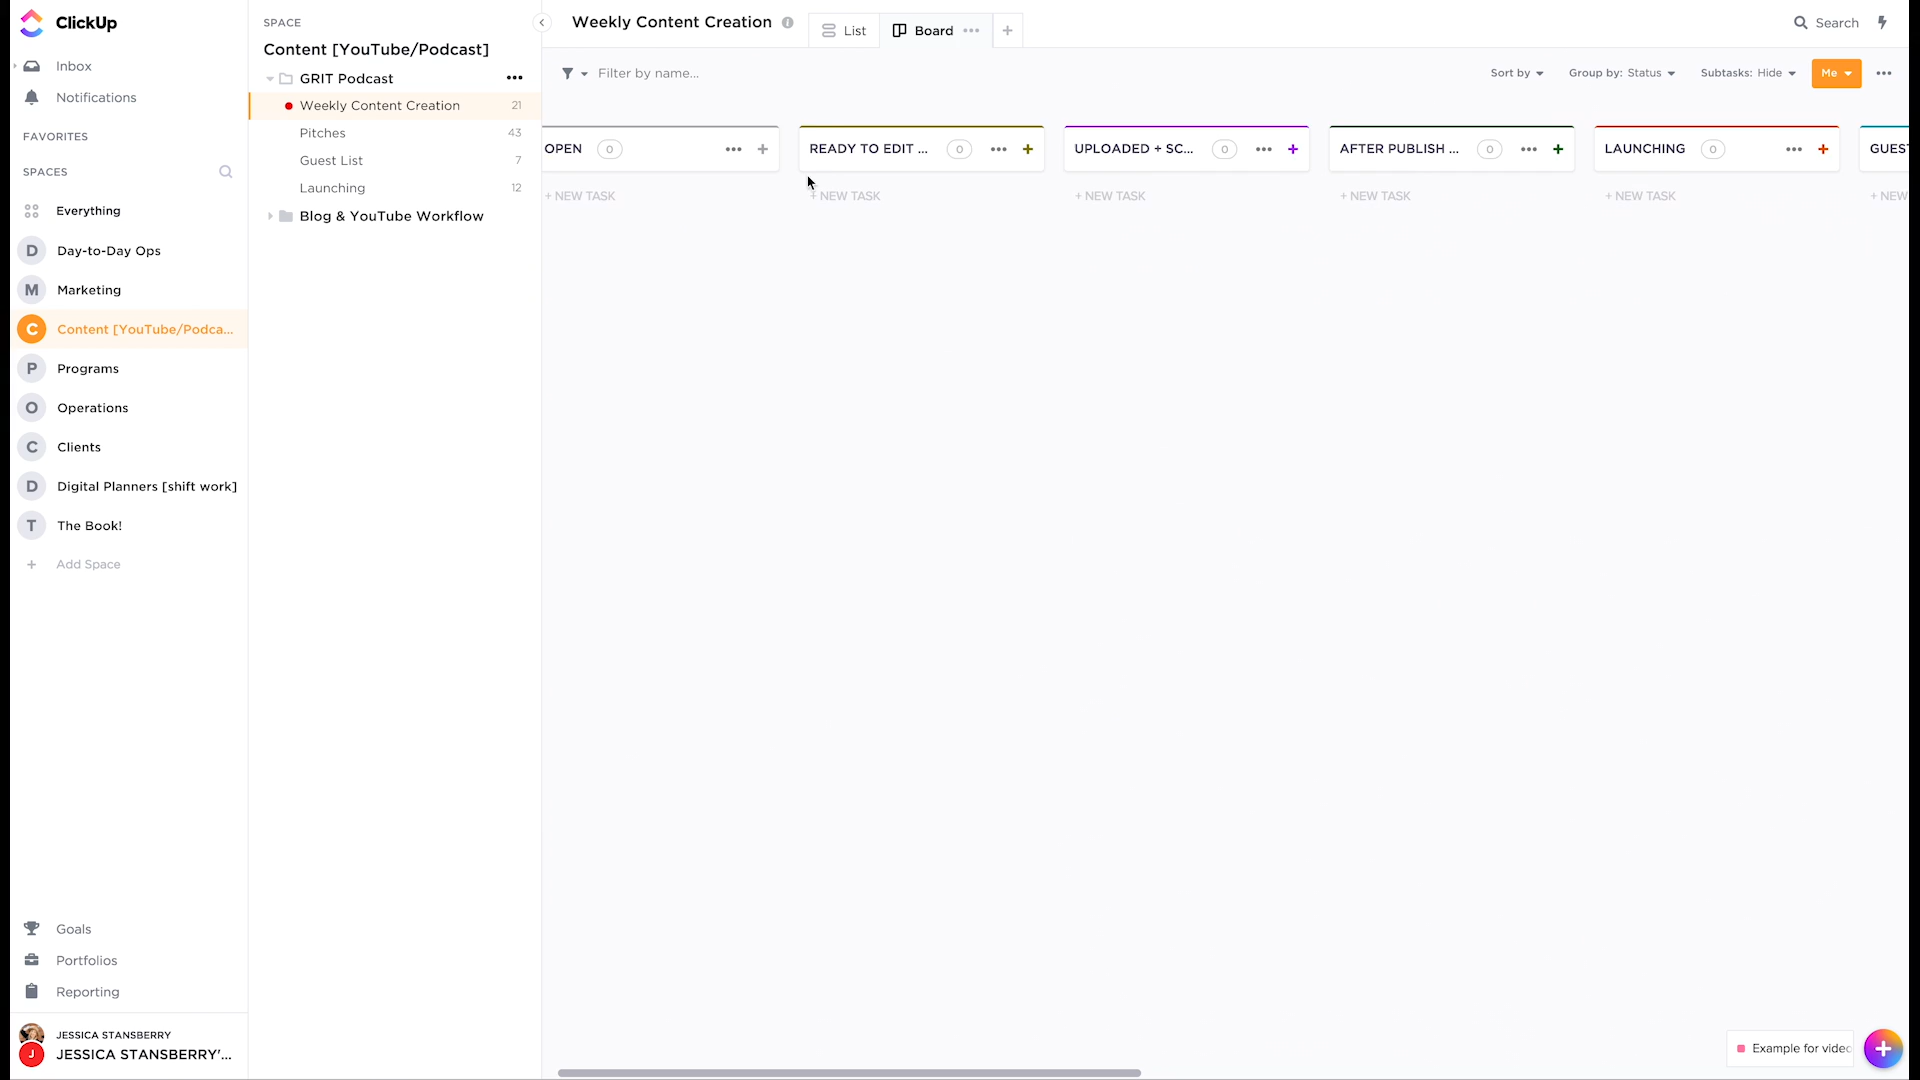 ClickUp
Inbox
Notifications
FAVORITES
SPACES
Everything
D Day-to-Day Ops
M Marketing
C Content [YouTube/Podca...
P Programs
O Operations
C Clients
D Digital Planners [shift work]
T The Book!
+ Add Space
Goals
Portfolios
Reporting
JESSICA STANSBERRY
J JESSICA STANSBERRY'...
SPACE
Content [YouTube/Podcast]
GRIT Podcast
Weekly Content Creation 21
Pitches 43
Guest List 7
Launching 12
Blog & YouTube Workflow
Weekly Content Creation
List
Board
Search
Filter by name...
Sort by
Group by: Status
Subtasks: Hide
Me
OPEN 0
+ NEW TASK
READY TO EDIT ... 0
+ NEW TASK
UPLOADED + SC... 0
+ NEW TASK
AFTER PUBLISH ... 0
+ NEW TASK
LAUNCHING 0
+ NEW TASK
GUEST
+ NEW
Example for video